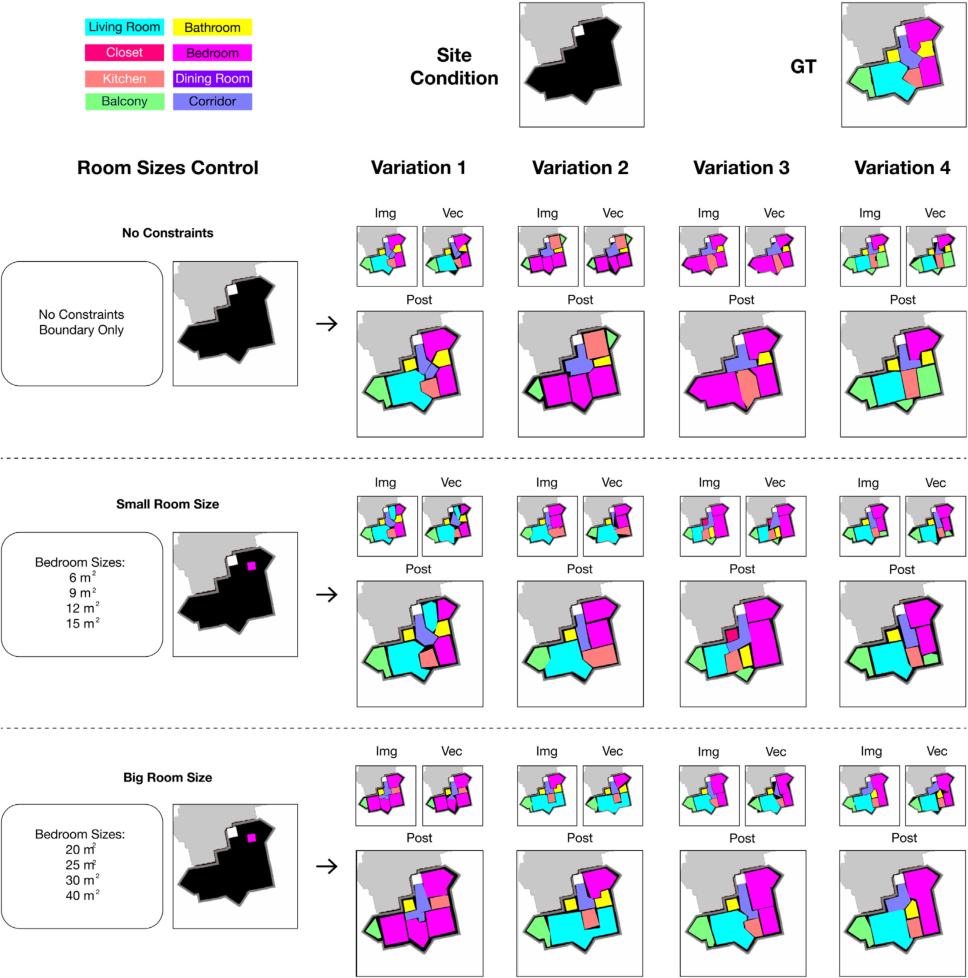 Living Room
Bathroom
Closet
Bedroom
Kitchen
Dining Room
Balcony
Corridor
Site
Condition
GT
Room Sizes Control
Variation 1
Variation 2
Variation 3
Variation 4
No Constraints
Img Vec
Img Vec
Img Vec
Img Vec
No Constraints
Boundary Only
Post
Post
Post
Post
Small Room Size
Img Vec
Img Vec
Img Vec
Img Vec
Bedroom Sizes:
6 m²
9 m²
12 m²
15 m²
Post
Post
Post
Post
Big Room Size
Img Vec
Img Vec
Img Vec
Img Vec
Bedroom Sizes:
20 m²
25 m²
30 m²
40 m²
Post
Post
Post
Post